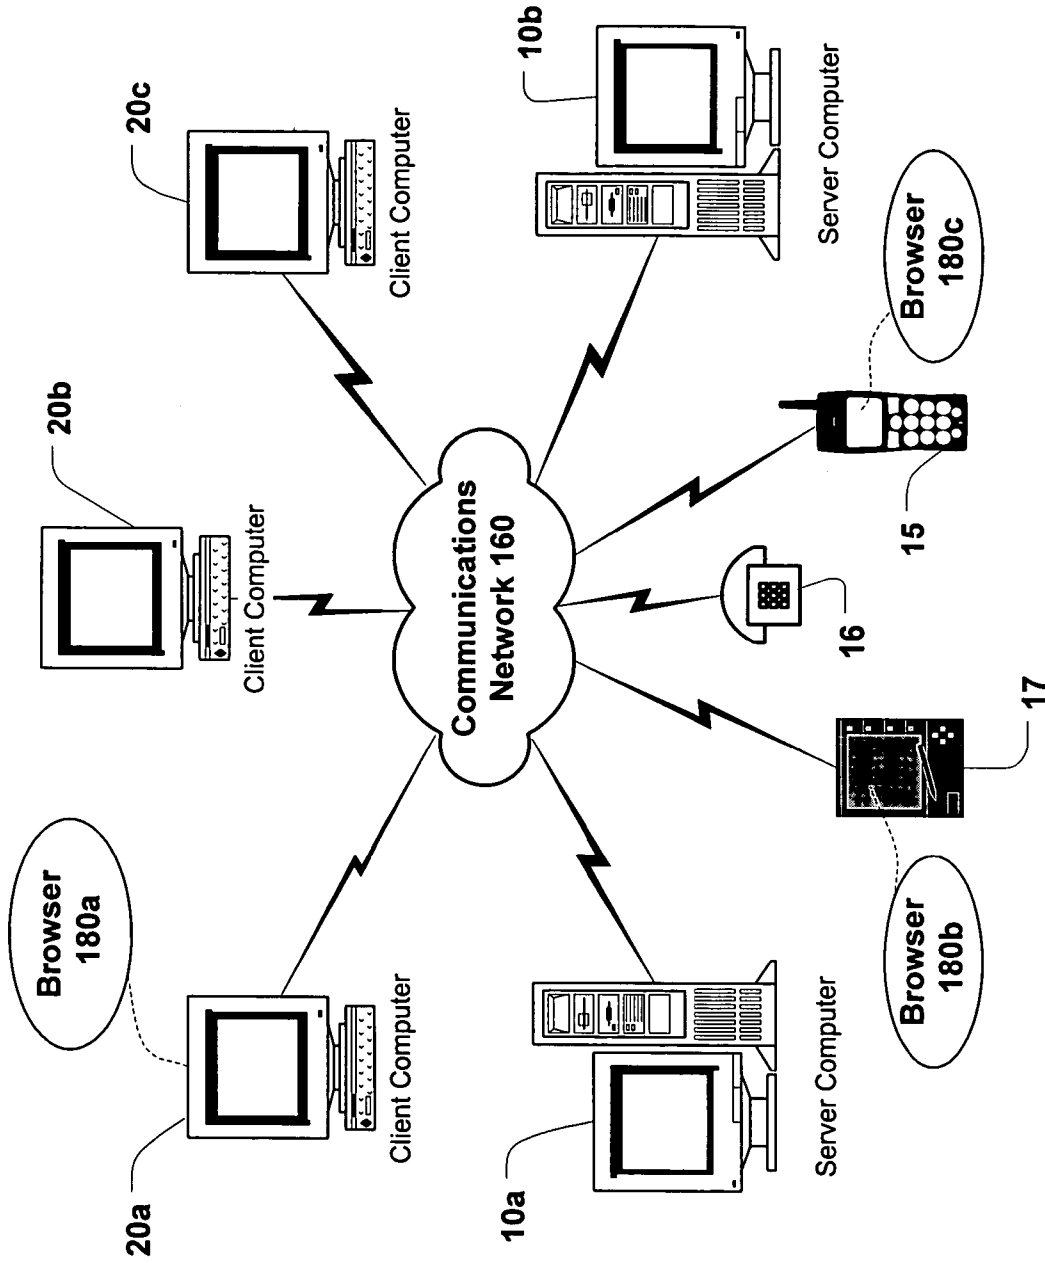 20a
Browser
180a
Client Computer
20b
Client Computer
20c
Client Computer
Communications
Network 160
10a
Server Computer
Browser
180b
17
16
15
Browser
180c
10b
Server Computer